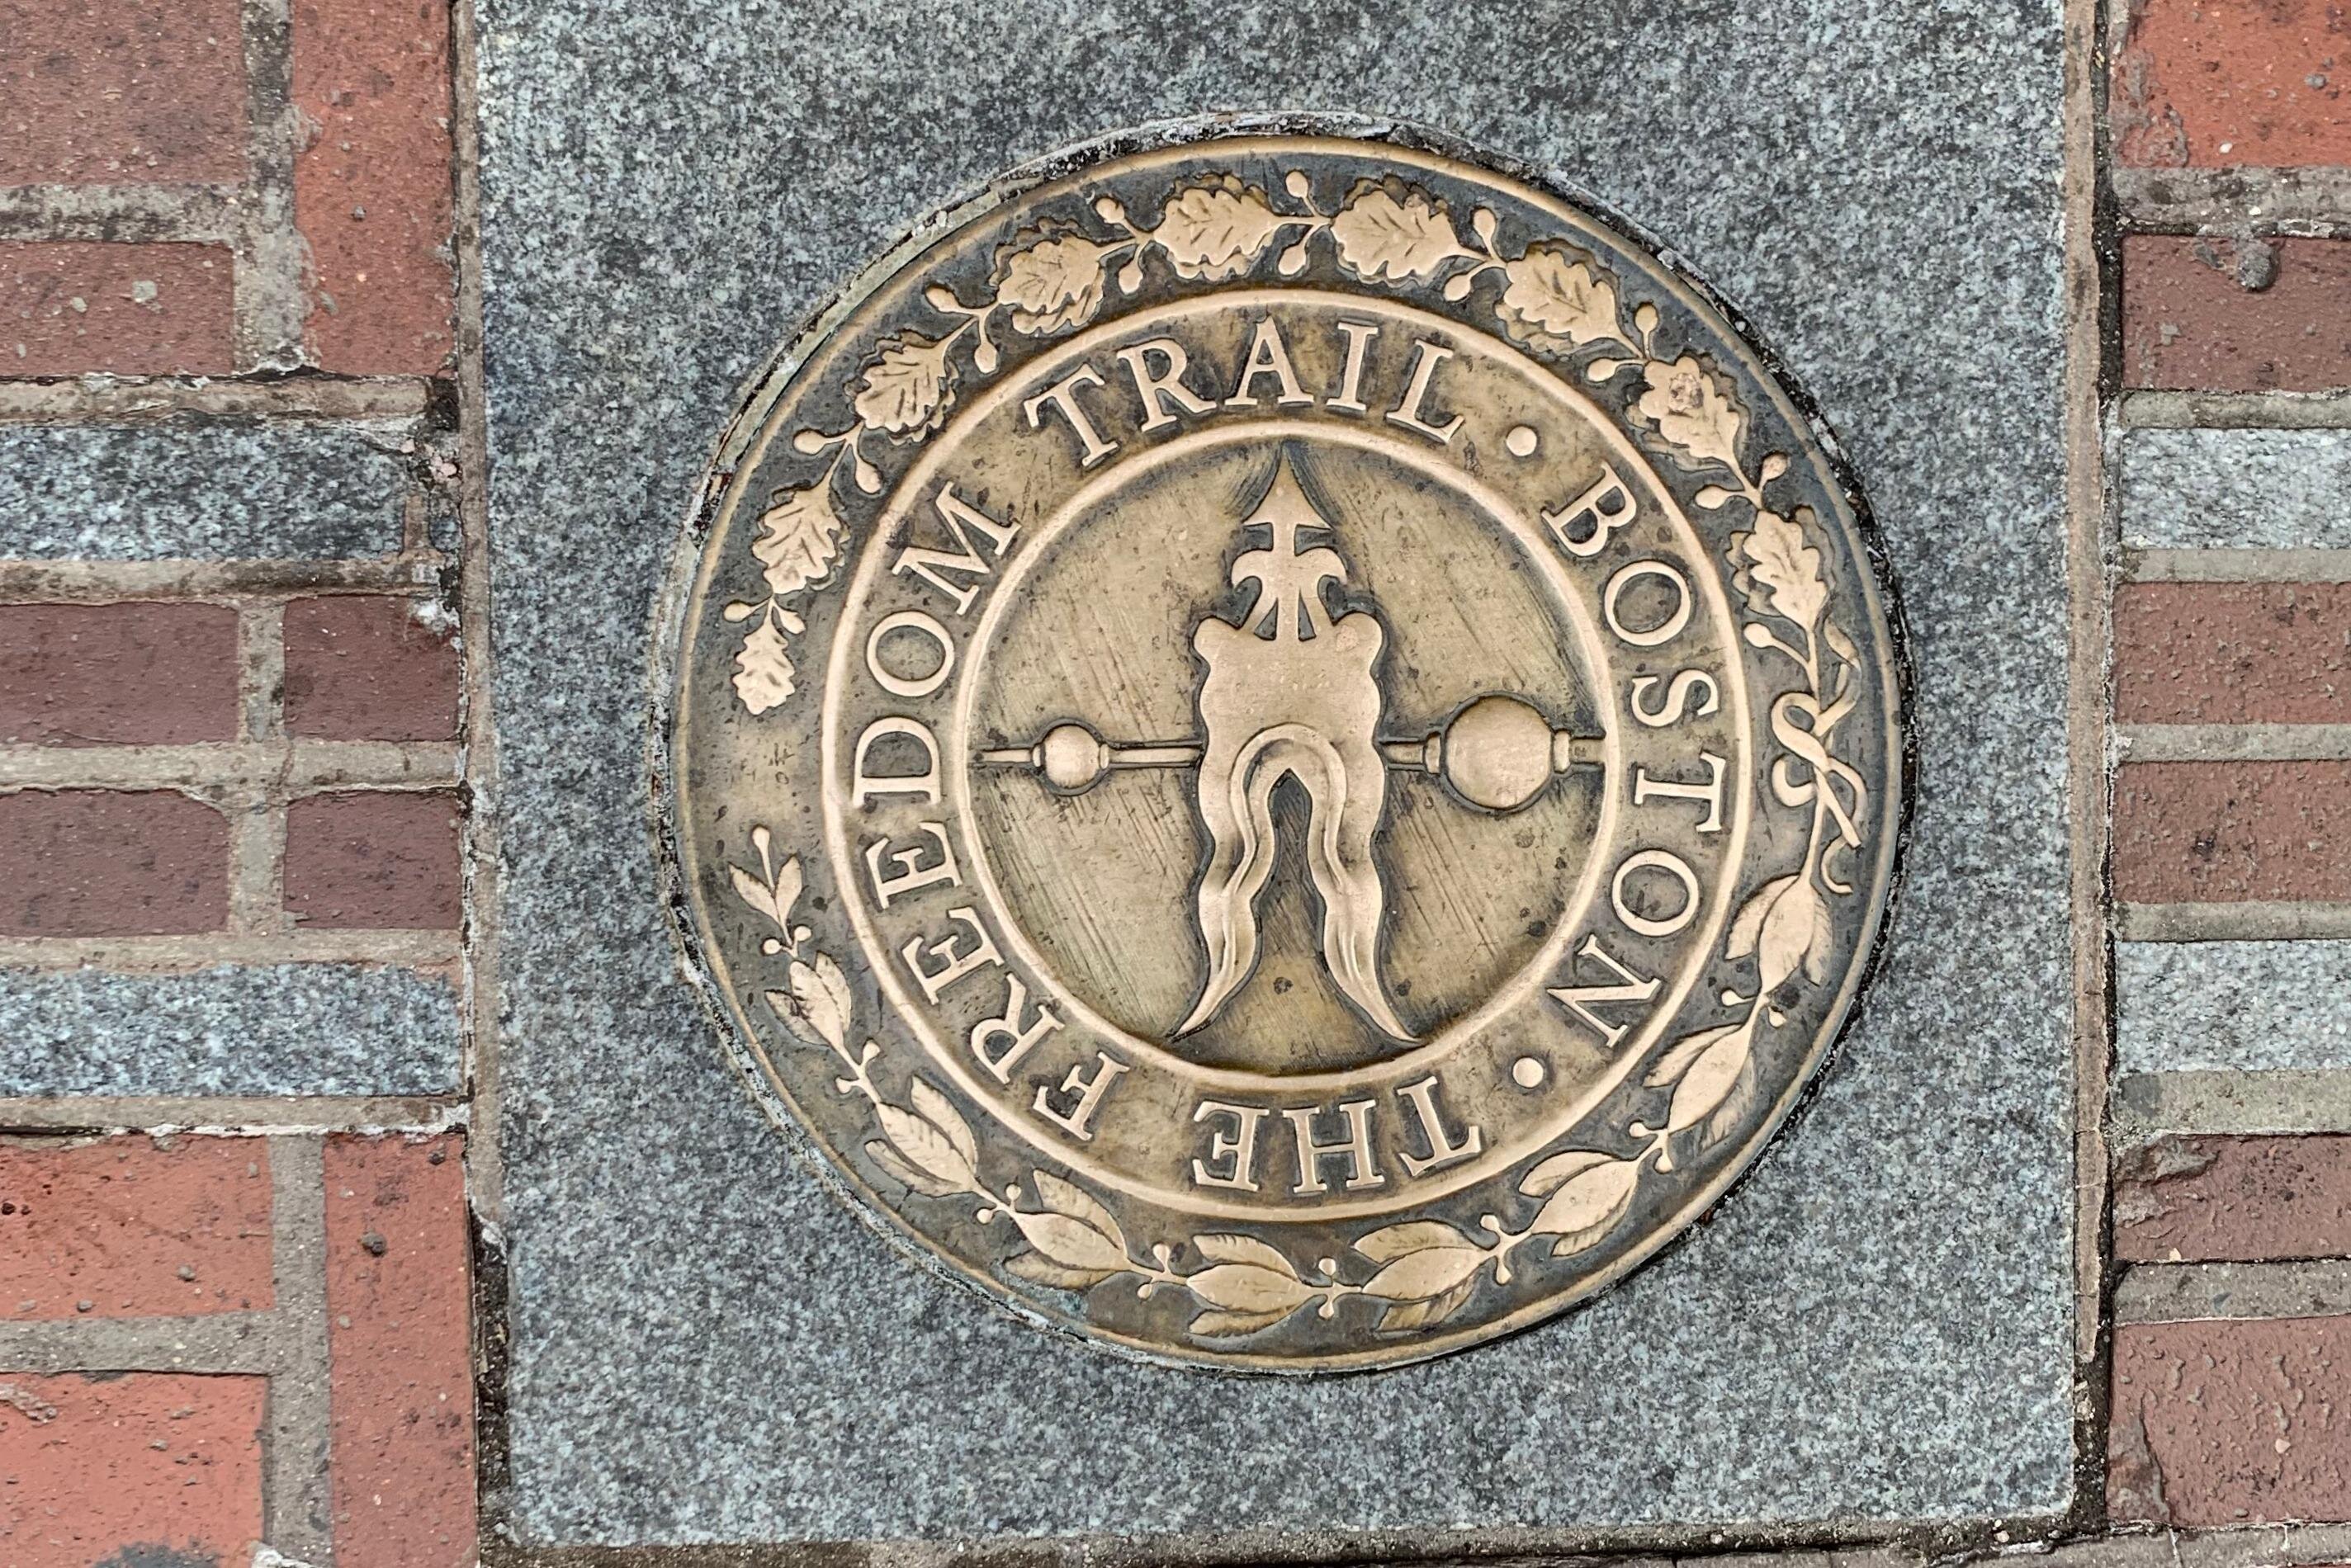 THE FREEDOM TRAIL • BOSTON •